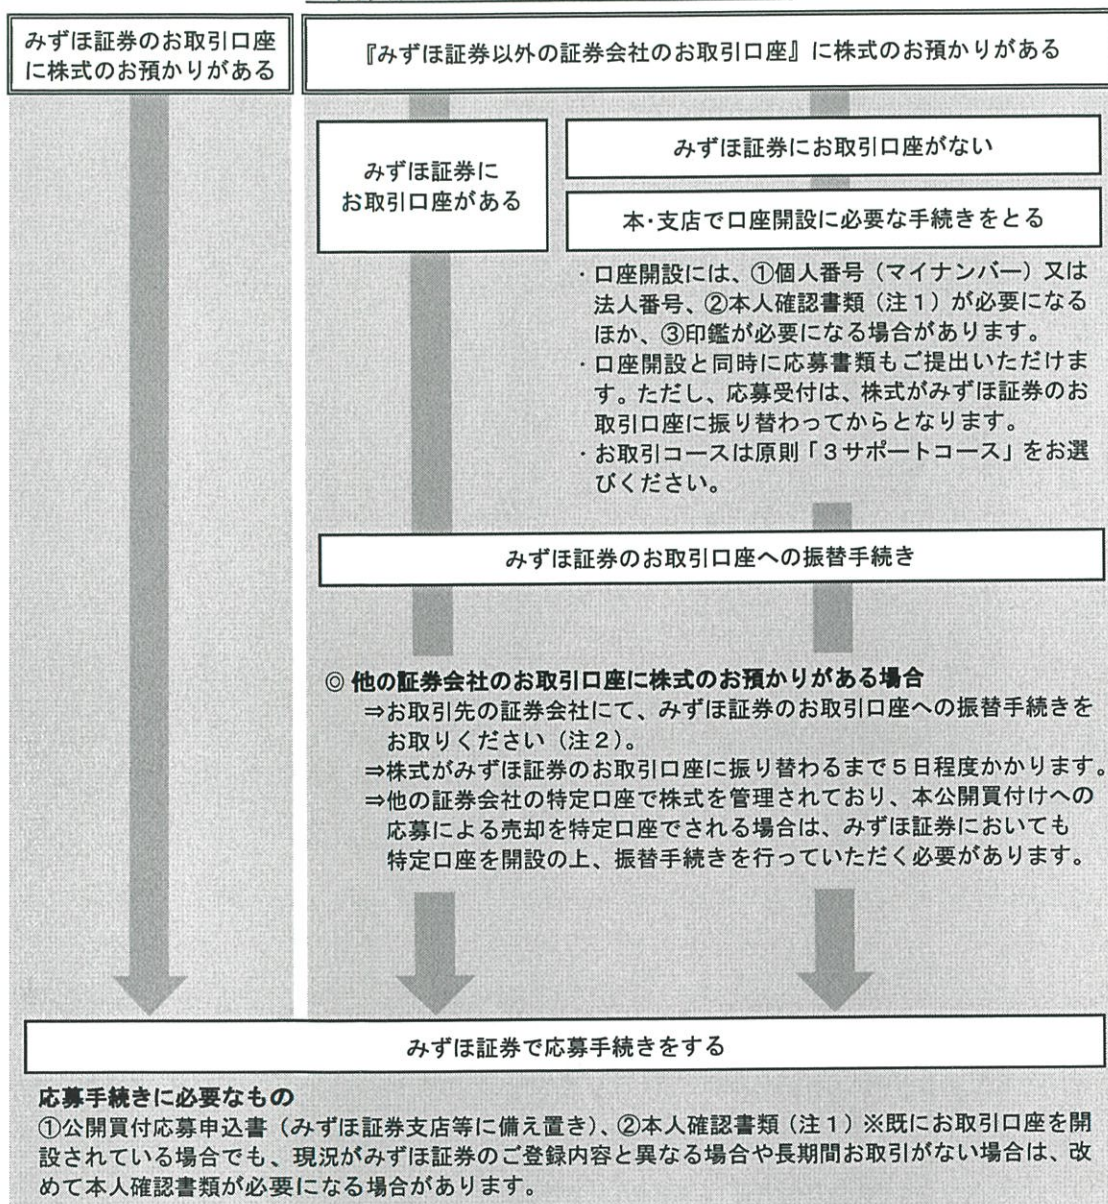 みずほ証券のお取引口座
に株式のお預かりがある
『みずほ証券以外の証券会社のお取引口座』に株式のお預かりがある
みずほ証券に
お取引口座がある
みずほ証券にお取引口座がない
本・支店で口座開設に必要な手続きをとる
・口座開設には、①個人番号（マイナンバー）又は
法人番号、②本人確認書類（注１）が必要になる
ほか、③印鑑が必要になる場合があります。
・口座開設と同時に応募書類もご提出いただけま
す。ただし、応募受付は、株式がみずほ証券のお
取引口座に振り替わってからとなります。
・お取引コースは原則「３サポートコース」をお選
びください。
みずほ証券のお取引口座への振替手続き
◎ 他の証券会社のお取引口座に株式のお預かりがある場合
⇒お取引先の証券会社にて、みずほ証券のお取引口座への振替手続きを
お取りください（注２）。
⇒株式がみずほ証券のお取引口座に振り替わるまで５日程度かかります。
⇒他の証券会社の特定口座で株式を管理されており、本公開買付けへの
応募による売却を特定口座でされる場合は、みずほ証券においても
特定口座を開設の上、振替手続きを行っていただく必要があります。
みずほ証券で応募手続きをする
応募手続きに必要なもの
①公開買付応募申込書（みずほ証券支店等に備え置き）、②本人確認書類（注１）※既にお取引口座を開
設されている場合でも、現況がみずほ証券のご登録内容と異なる場合や長期間お取引がない場合は、改
めて本人確認書類が必要になる場合があります。